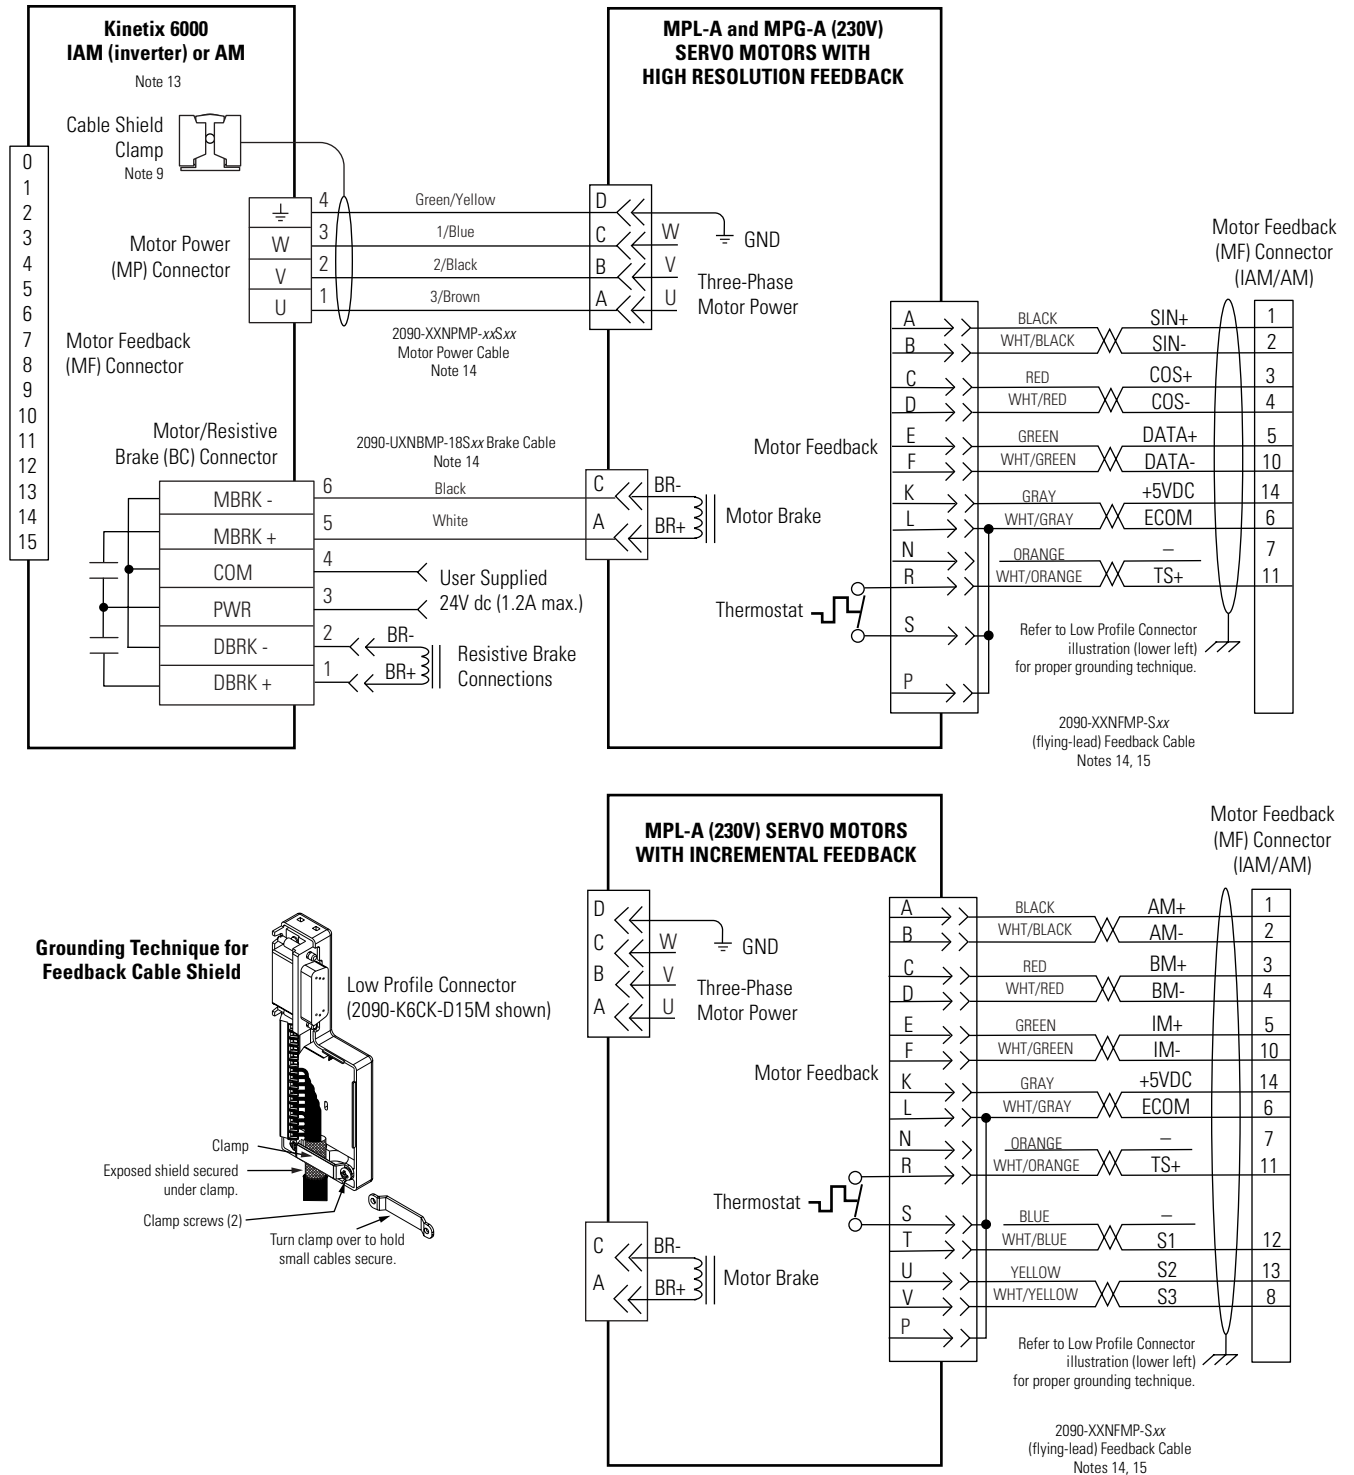 Kinetix 6000
IAM (inverter) or AM
Note 13
Cable Shield
Clamp
Note 9
0
1
2
3
4
5
6
7
8
9
10
11
12
13
14
15
Motor Power
(MP) Connector
W
V
U
4
3
2
1
Green/Yellow
1/Blue
2/Black
3/Brown
2090-XXNPMP-xxSxx
Motor Power Cable
Note 14
Motor Feedback
(MF) Connector
Motor/Resistive
Brake (BC) Connector
2090-UXNBMP-18Sxx Brake Cable
Note 14
MBRK -
MBRK +
COM
PWR
DBRK -
DBRK +
6
5
4
3
2
1
Black
White
User Supplied
24V dc (1.2A max.)
BR-
BR+
Resistive Brake
Connections
MPL-A and MPG-A (230V)
SERVO MOTORS WITH
HIGH RESOLUTION FEEDBACK
D
C
B
A
W
V
U
GND
Three-Phase
Motor Power
C
A
BR-
BR+
Motor Brake
Motor Feedback
Thermostat
A
B
C
D
E
F
K
L
N
R
S
P
BLACK
WHT/BLACK
RED
WHT/RED
GREEN
WHT/GREEN
GRAY
WHT/GRAY
ORANGE
WHT/ORANGE
SIN+
SIN-
COS+
COS-
DATA+
DATA-
+5VDC
ECOM
–
TS+
Motor Feedback
(MF) Connector
(IAM/AM)
1
2
3
4
5
10
14
6
7
11
Refer to Low Profile Connector
illustration (lower left)
for proper grounding technique.
2090-XXNFMP-Sxx
(flying-lead) Feedback Cable
Notes 14, 15
Grounding Technique for
Feedback Cable Shield
Low Profile Connector
(2090-K6CK-D15M shown)
Clamp
Exposed shield secured
under clamp.
Clamp screws (2)
Turn clamp over to hold
small cables secure.
MPL-A (230V) SERVO MOTORS
WITH INCREMENTAL FEEDBACK
D
C
B
A
W
V
U
GND
Three-Phase
Motor Power
Motor Feedback
Thermostat
C
A
BR-
BR+
Motor Brake
A
B
C
D
E
F
K
L
N
R
S
T
U
V
P
BLACK
WHT/BLACK
RED
WHT/RED
GREEN
WHT/GREEN
GRAY
WHT/GRAY
ORANGE
WHT/ORANGE
BLUE
WHT/BLUE
YELLOW
WHT/YELLOW
AM+
AM-
BM+
BM-
IM+
IM-
+5VDC
ECOM
–
TS+
–
S1
S2
S3
Motor Feedback
(MF) Connector
(IAM/AM)
1
2
3
4
5
10
14
6
7
11
12
13
8
Refer to Low Profile Connector
illustration (lower left)
for proper grounding technique.
2090-XXNFMP-Sxx
(flying-lead) Feedback Cable
Notes 14, 15